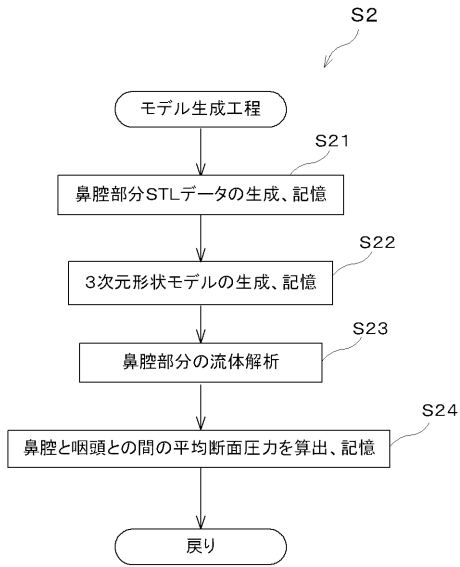 S2
モデル生成工程
S21
鼻腔部分STLデータの生成、記憶
S22
3次元形状モデルの生成、記憶
S23
鼻腔部分の流体解析
S24
鼻腔と咽頭との間の平均断面圧力を算出、記憶
戻り